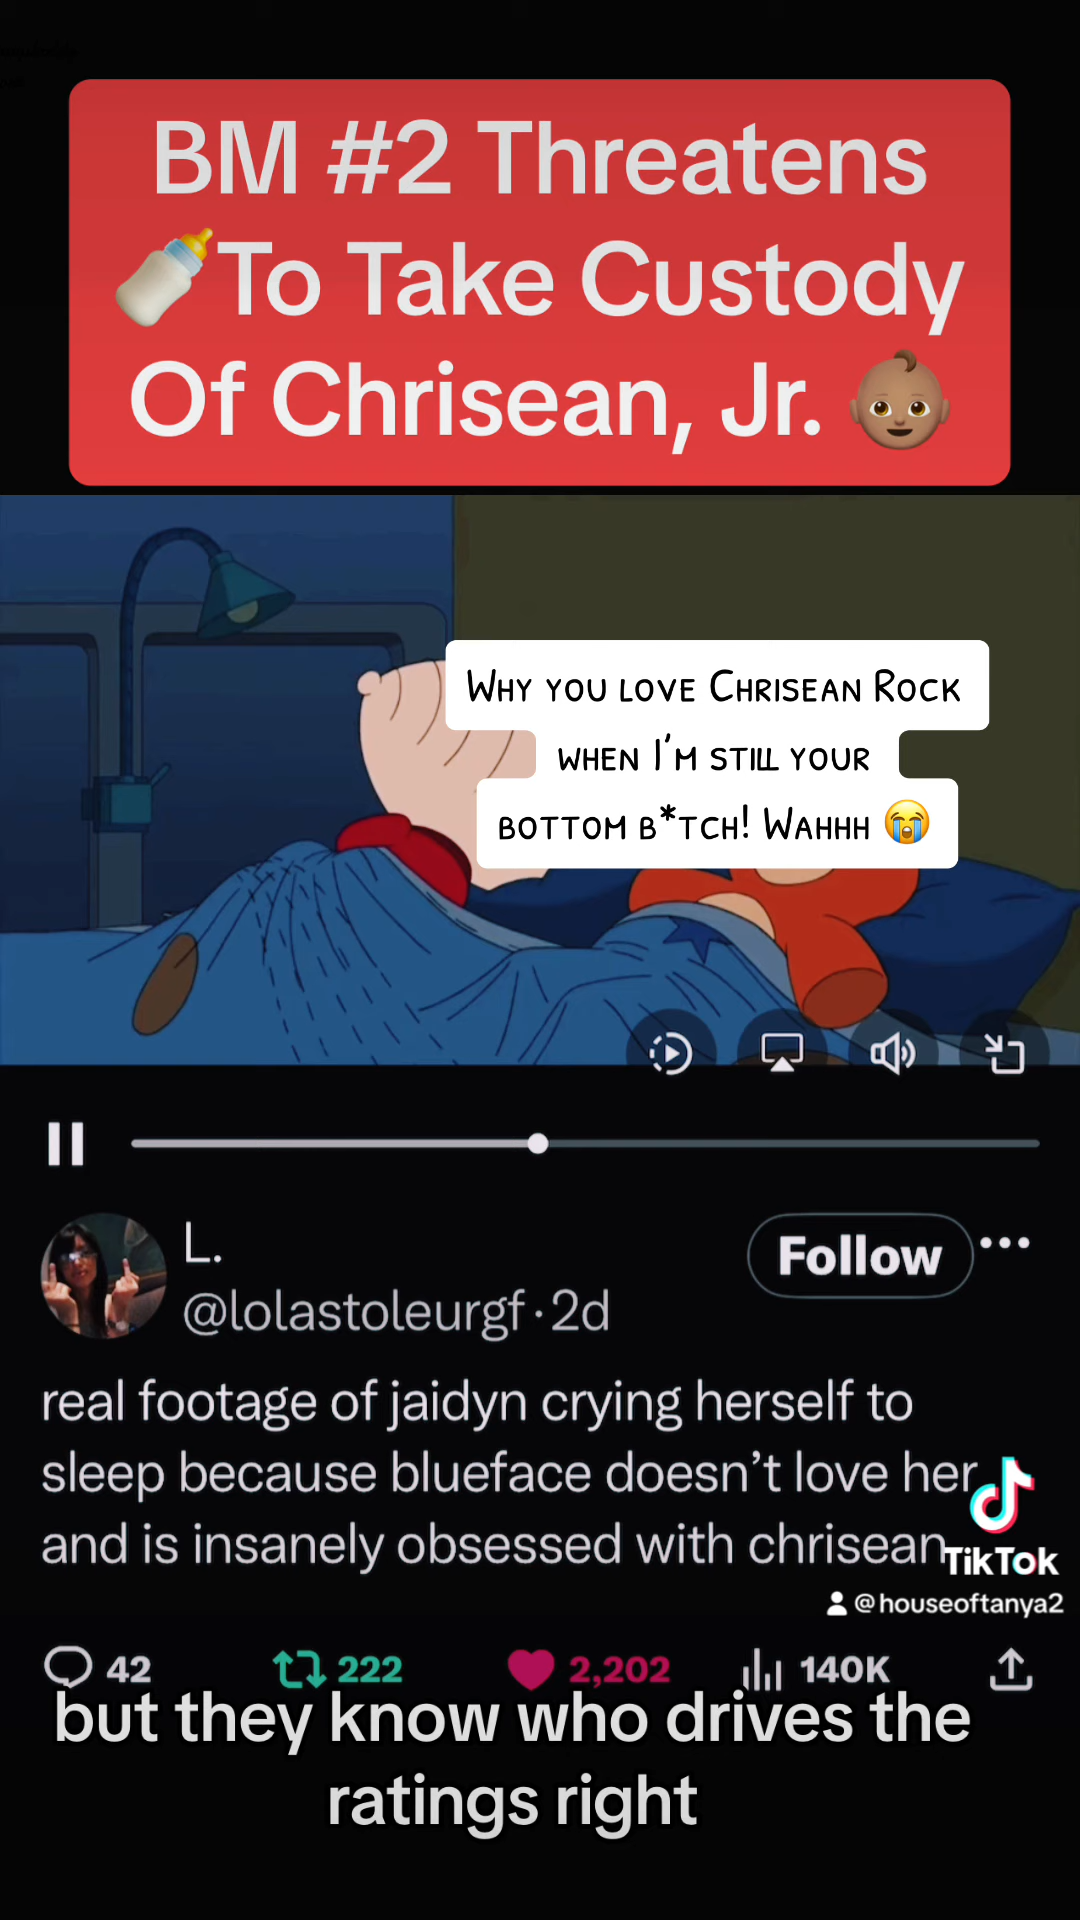 BM #2 Threatens
🍼To Take Custody
Of Chrisean, Jr. 👶🏽
Why you love Chrisean Rock
when I'm still your
bottom b*tch! Wahhh 😭
L.
@lolastoleurgf · 2d
Follow
real footage of jaidyn crying herself to
sleep because blueface doesn't love her
and is insanely obsessed with chrisean
TikTok
@houseoftanya2
42 222 2,202 140K
but they know who drives the
ratings right